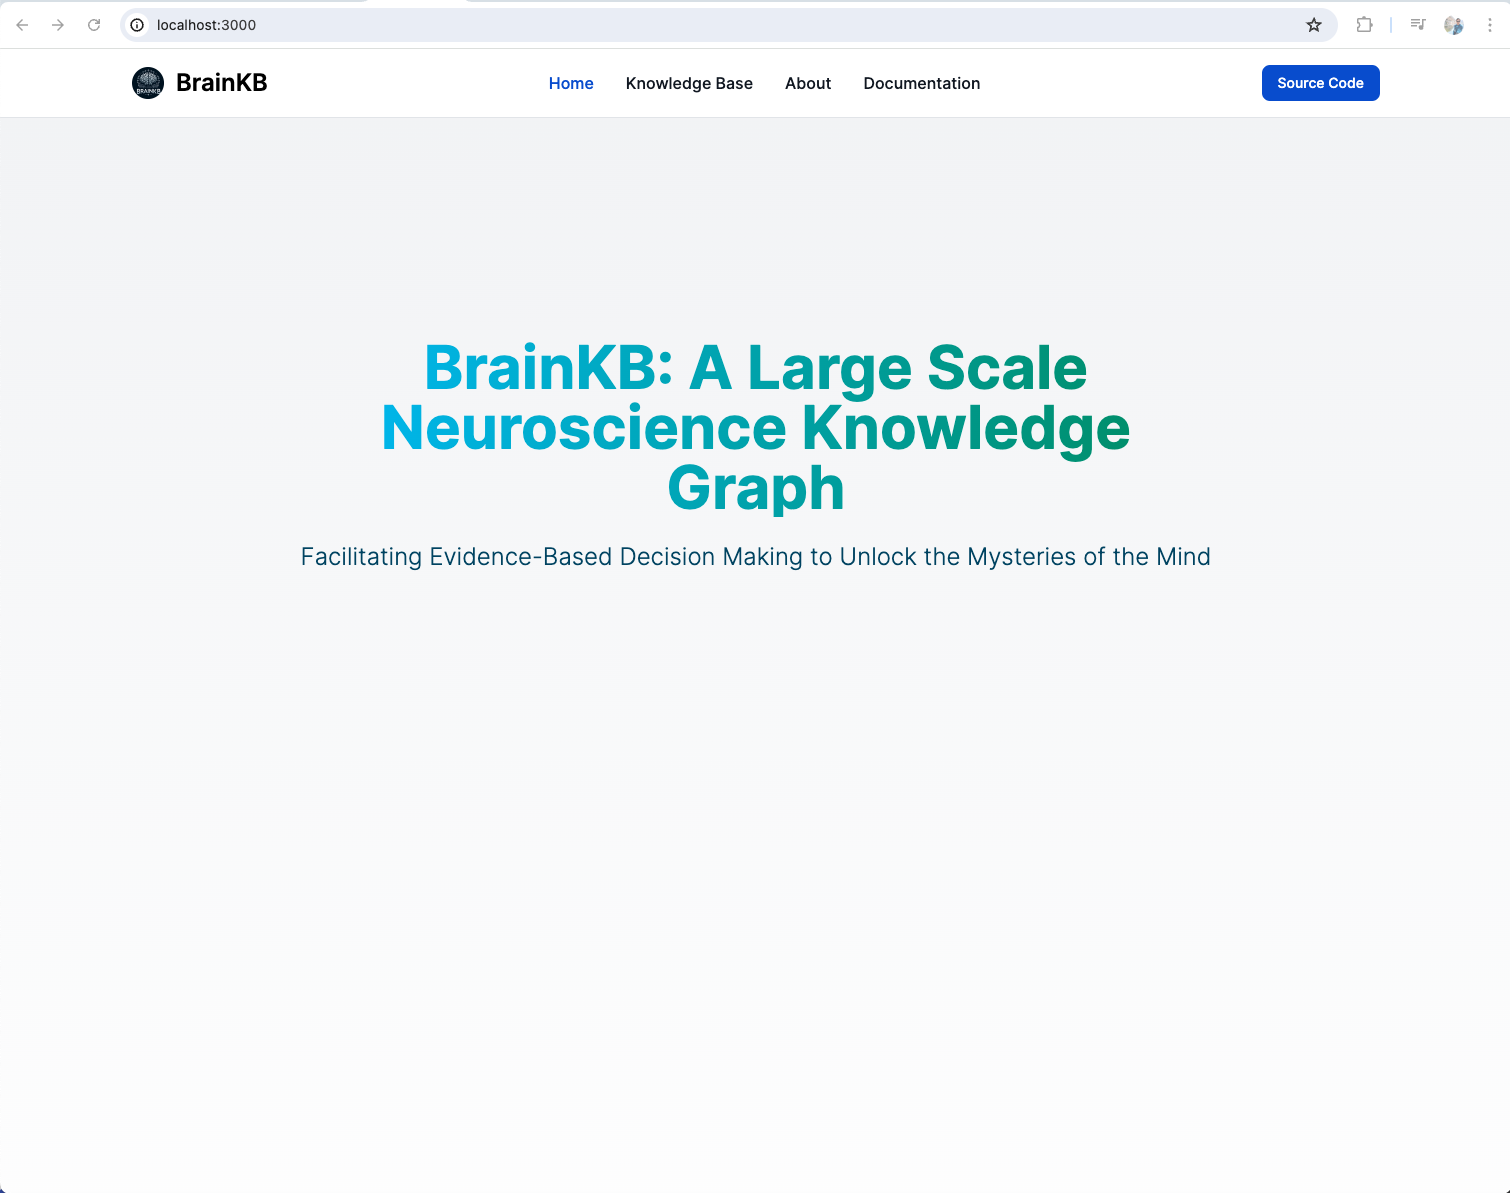 localhost:3000
BrainKB
Home Knowledge Base About Documentation
Source Code
BrainKB: A Large Scale
Neuroscience Knowledge
Graph
Facilitating Evidence-Based Decision Making to Unlock the Mysteries of the Mind